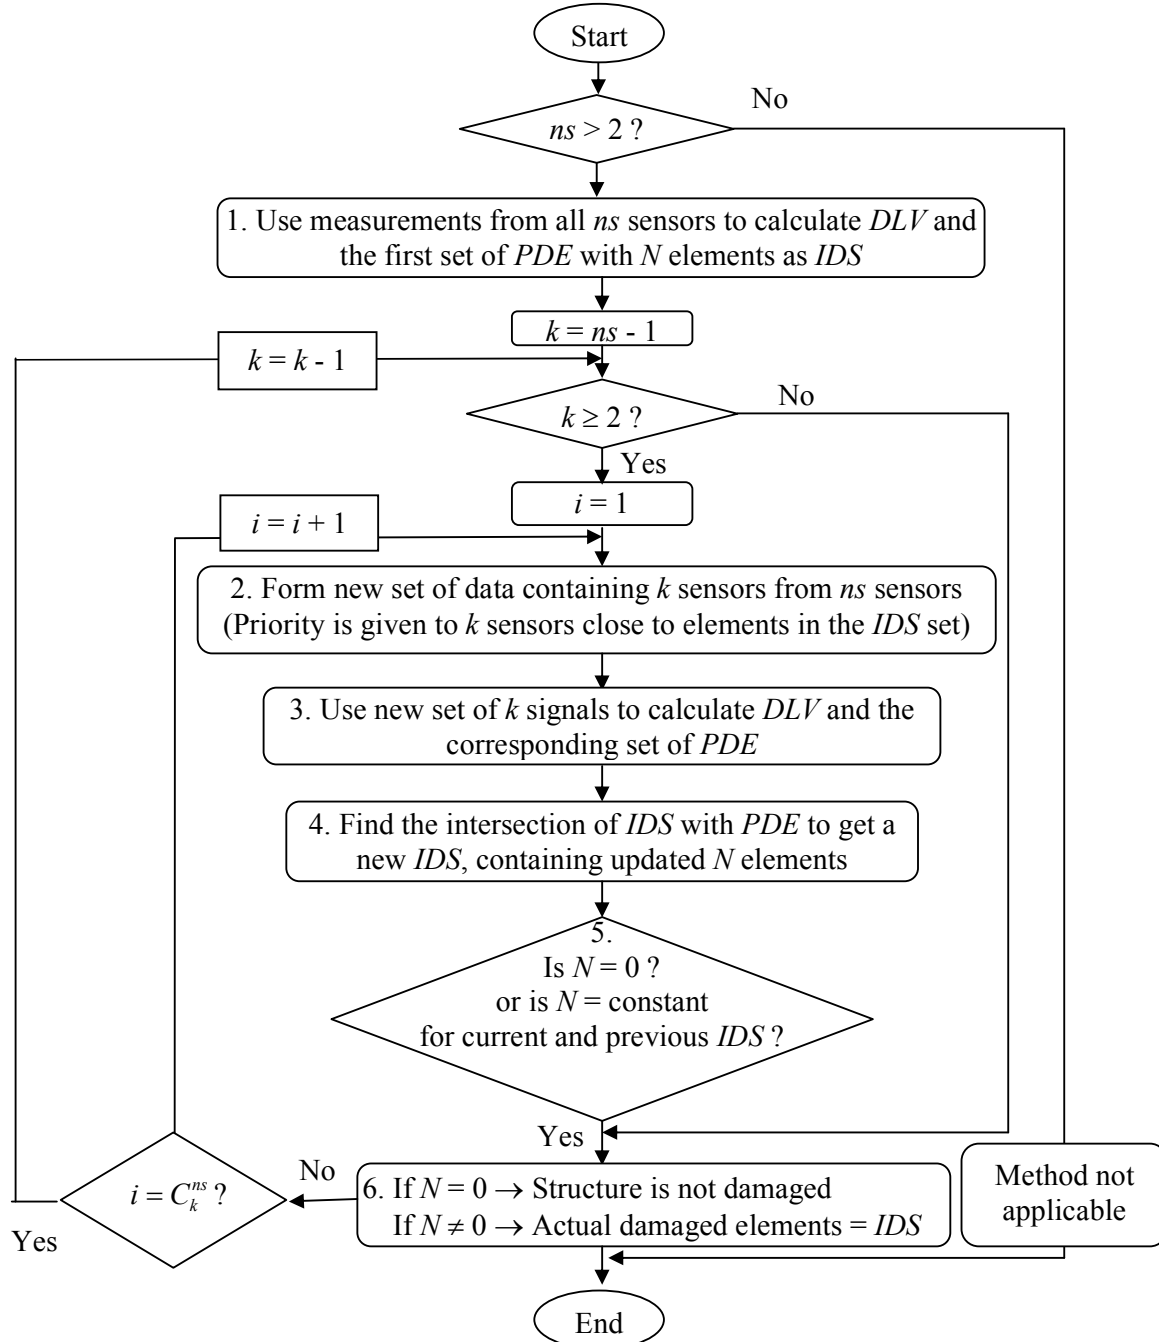 Start
No
ns > 2 ?
1. Use measurements from all ns sensors to calculate DLV and
the first set of PDE with N elements as IDS
k = ns - 1
k = k - 1
No
k ≥ 2 ?
Yes
i = 1
i = i + 1
2. Form new set of data containing k sensors from ns sensors
(Priority is given to k sensors close to elements in the IDS set)
3. Use new set of k signals to calculate DLV and the
corresponding set of PDE
4. Find the intersection of IDS with PDE to get a
new IDS, containing updated N elements
5.
Is N = 0 ?
or is N = constant
for current and previous IDS ?
Yes
No
i = C_k^{ns} ?
Yes
6. If N = 0 → Structure is not damaged
If N ≠ 0 → Actual damaged elements = IDS
Method not
applicable
End